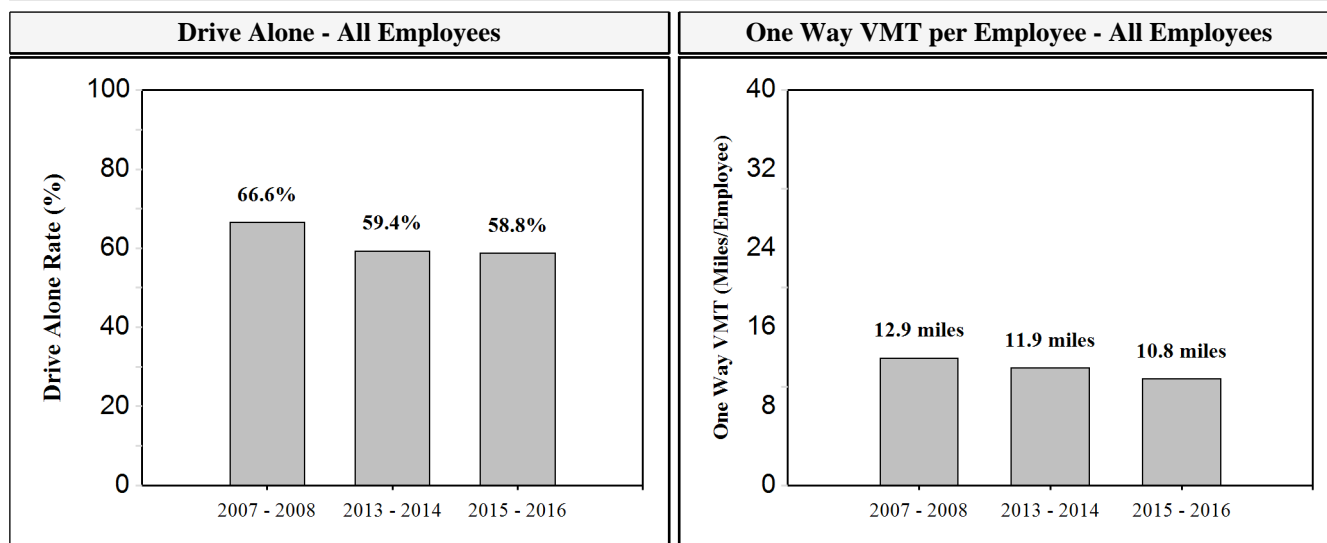 Drive Alone - All Employees
Drive Alone Rate (%)
100
80
60
40
20
0
66.6%
59.4%
58.8%
2007 - 2008
2013 - 2014
2015 - 2016
One Way VMT per Employee - All Employees
One Way VMT (Miles/Employee)
40
32
24
16
8
0
12.9 miles
11.9 miles
10.8 miles
2007 - 2008
2013 - 2014
2015 - 2016